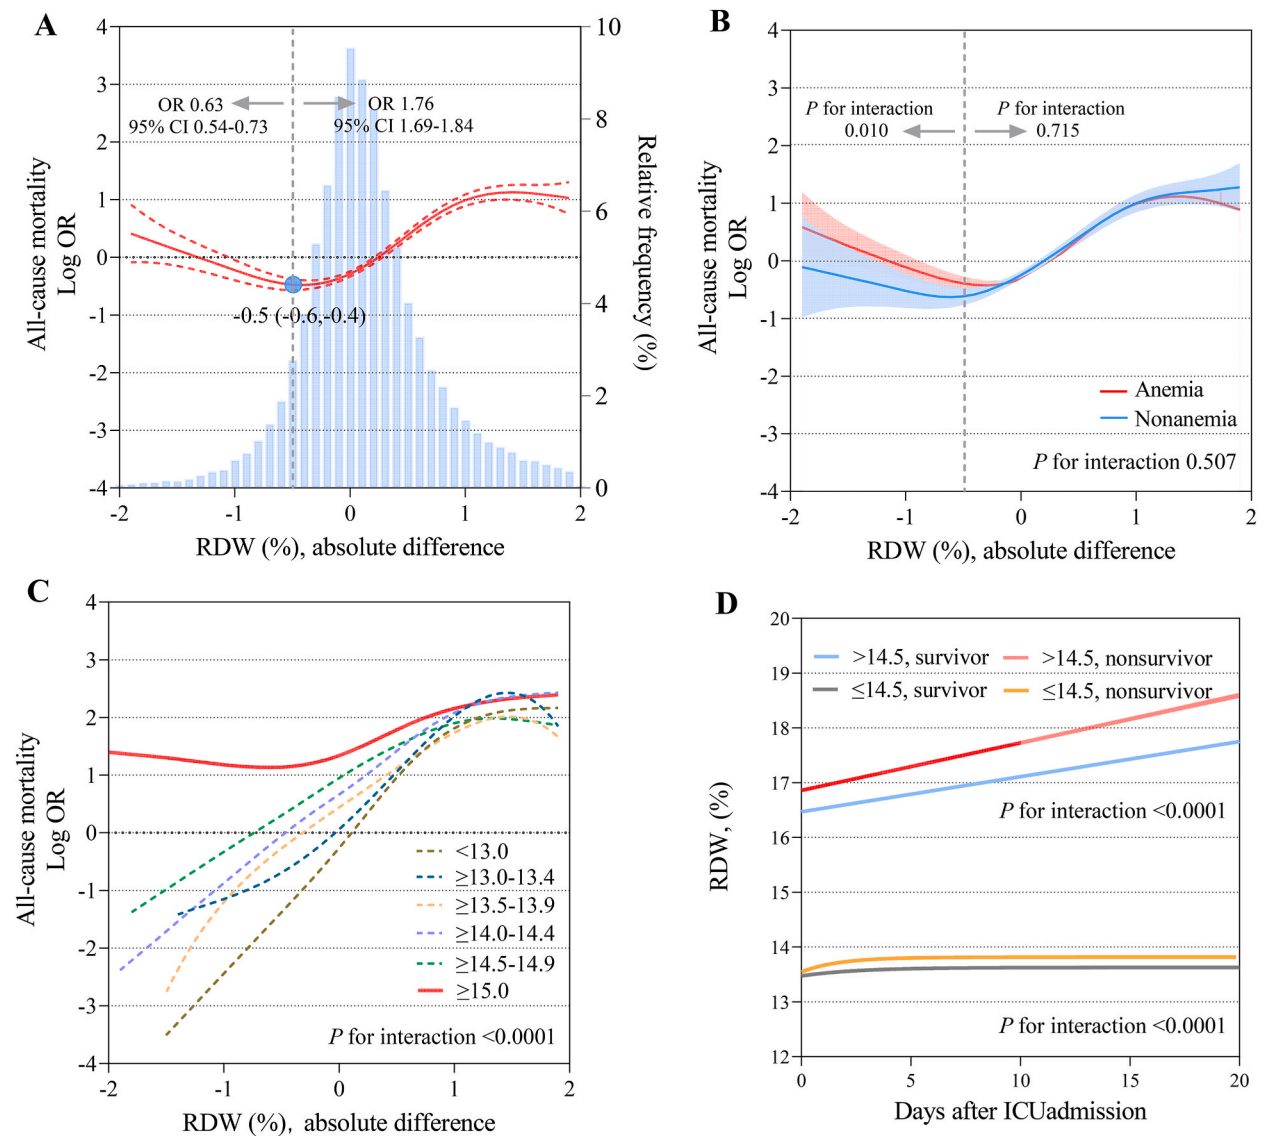 A
4
3
2
1
0
-1
-2
-3
-4
10
8
6
4
2
0
OR 0.63
95% CI 0.54-0.73
OR 1.76
95% CI 1.69-1.84
-0.5 (-0.6,-0.4)
All-cause mortality
Log OR
Relative frequency (%)
-2 -1 0 1 2
RDW (%), absolute difference
B
4
3
2
1
0
-1
-2
-3
-4
P for interaction
0.010
P for interaction
0.715
All-cause mortality
Log OR
Anemia
Nonanemia
P for interaction 0.507
-2 -1 0 1 2
RDW (%), absolute difference
C
4
3
2
1
0
-1
-2
-3
-4
All-cause mortality
Log OR
<13.0
≥13.0-13.4
≥13.5-13.9
≥14.0-14.4
≥14.5-14.9
≥15.0
P for interaction <0.0001
-2 -1 0 1 2
RDW (%), absolute difference
D
20
19
18
17
16
15
14
13
12
>14.5, survivor >14.5, nonsurvivor
≤14.5, survivor ≤14.5, nonsurvivor
P for interaction <0.0001
P for interaction <0.0001
RDW, (%)
0 5 10 15 20
Days after ICUadmission